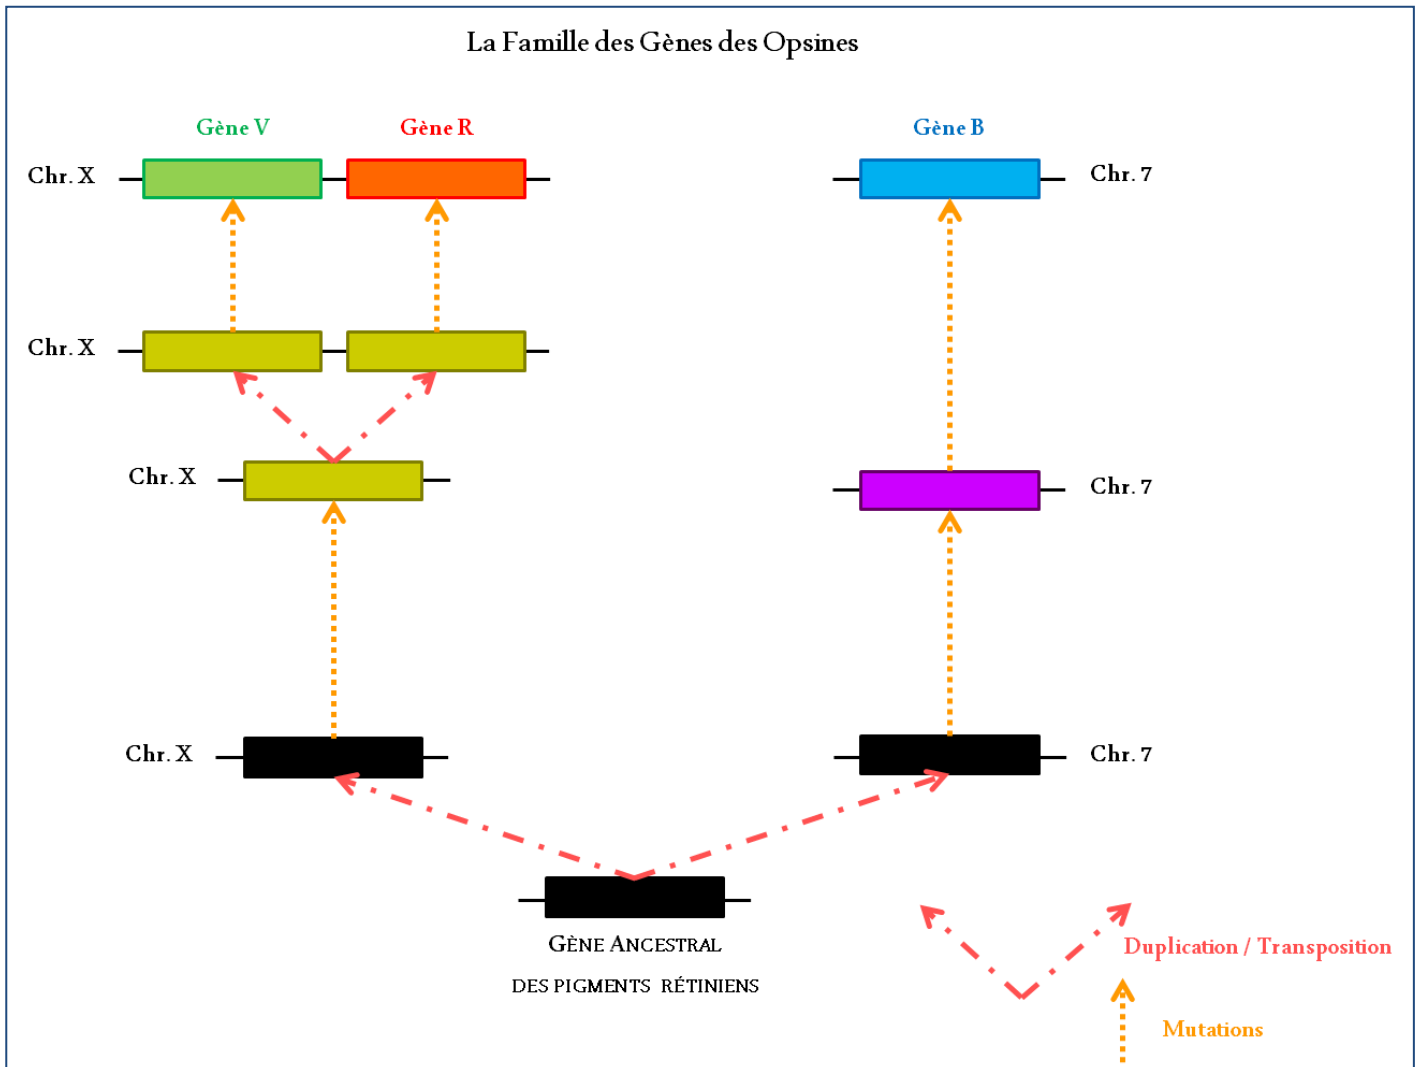 La Famille des Gènes des Opsines
Gène V
Gène R
Gène B
Chr. X
Chr. 7
Chr. X
Chr. X
Chr. 7
Chr. X
Chr. 7
GÈNE ANCESTRAL
DES PIGMENTS RÉTINIENS
Duplication / Transposition
Mutations